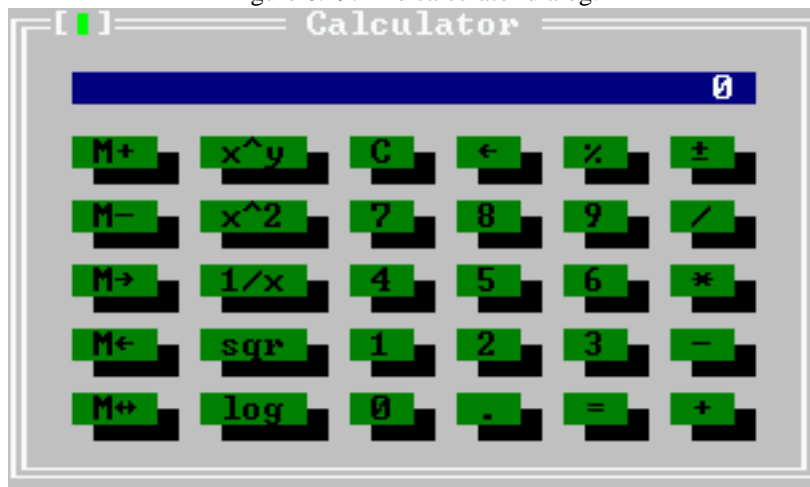 [▮] Calculator
0
M+ x^y C ← % ±
M- x^2 7 8 9 /
M→ 1/x 4 5 6 *
M← sqr 1 2 3 -
M↔ log 0 . = +